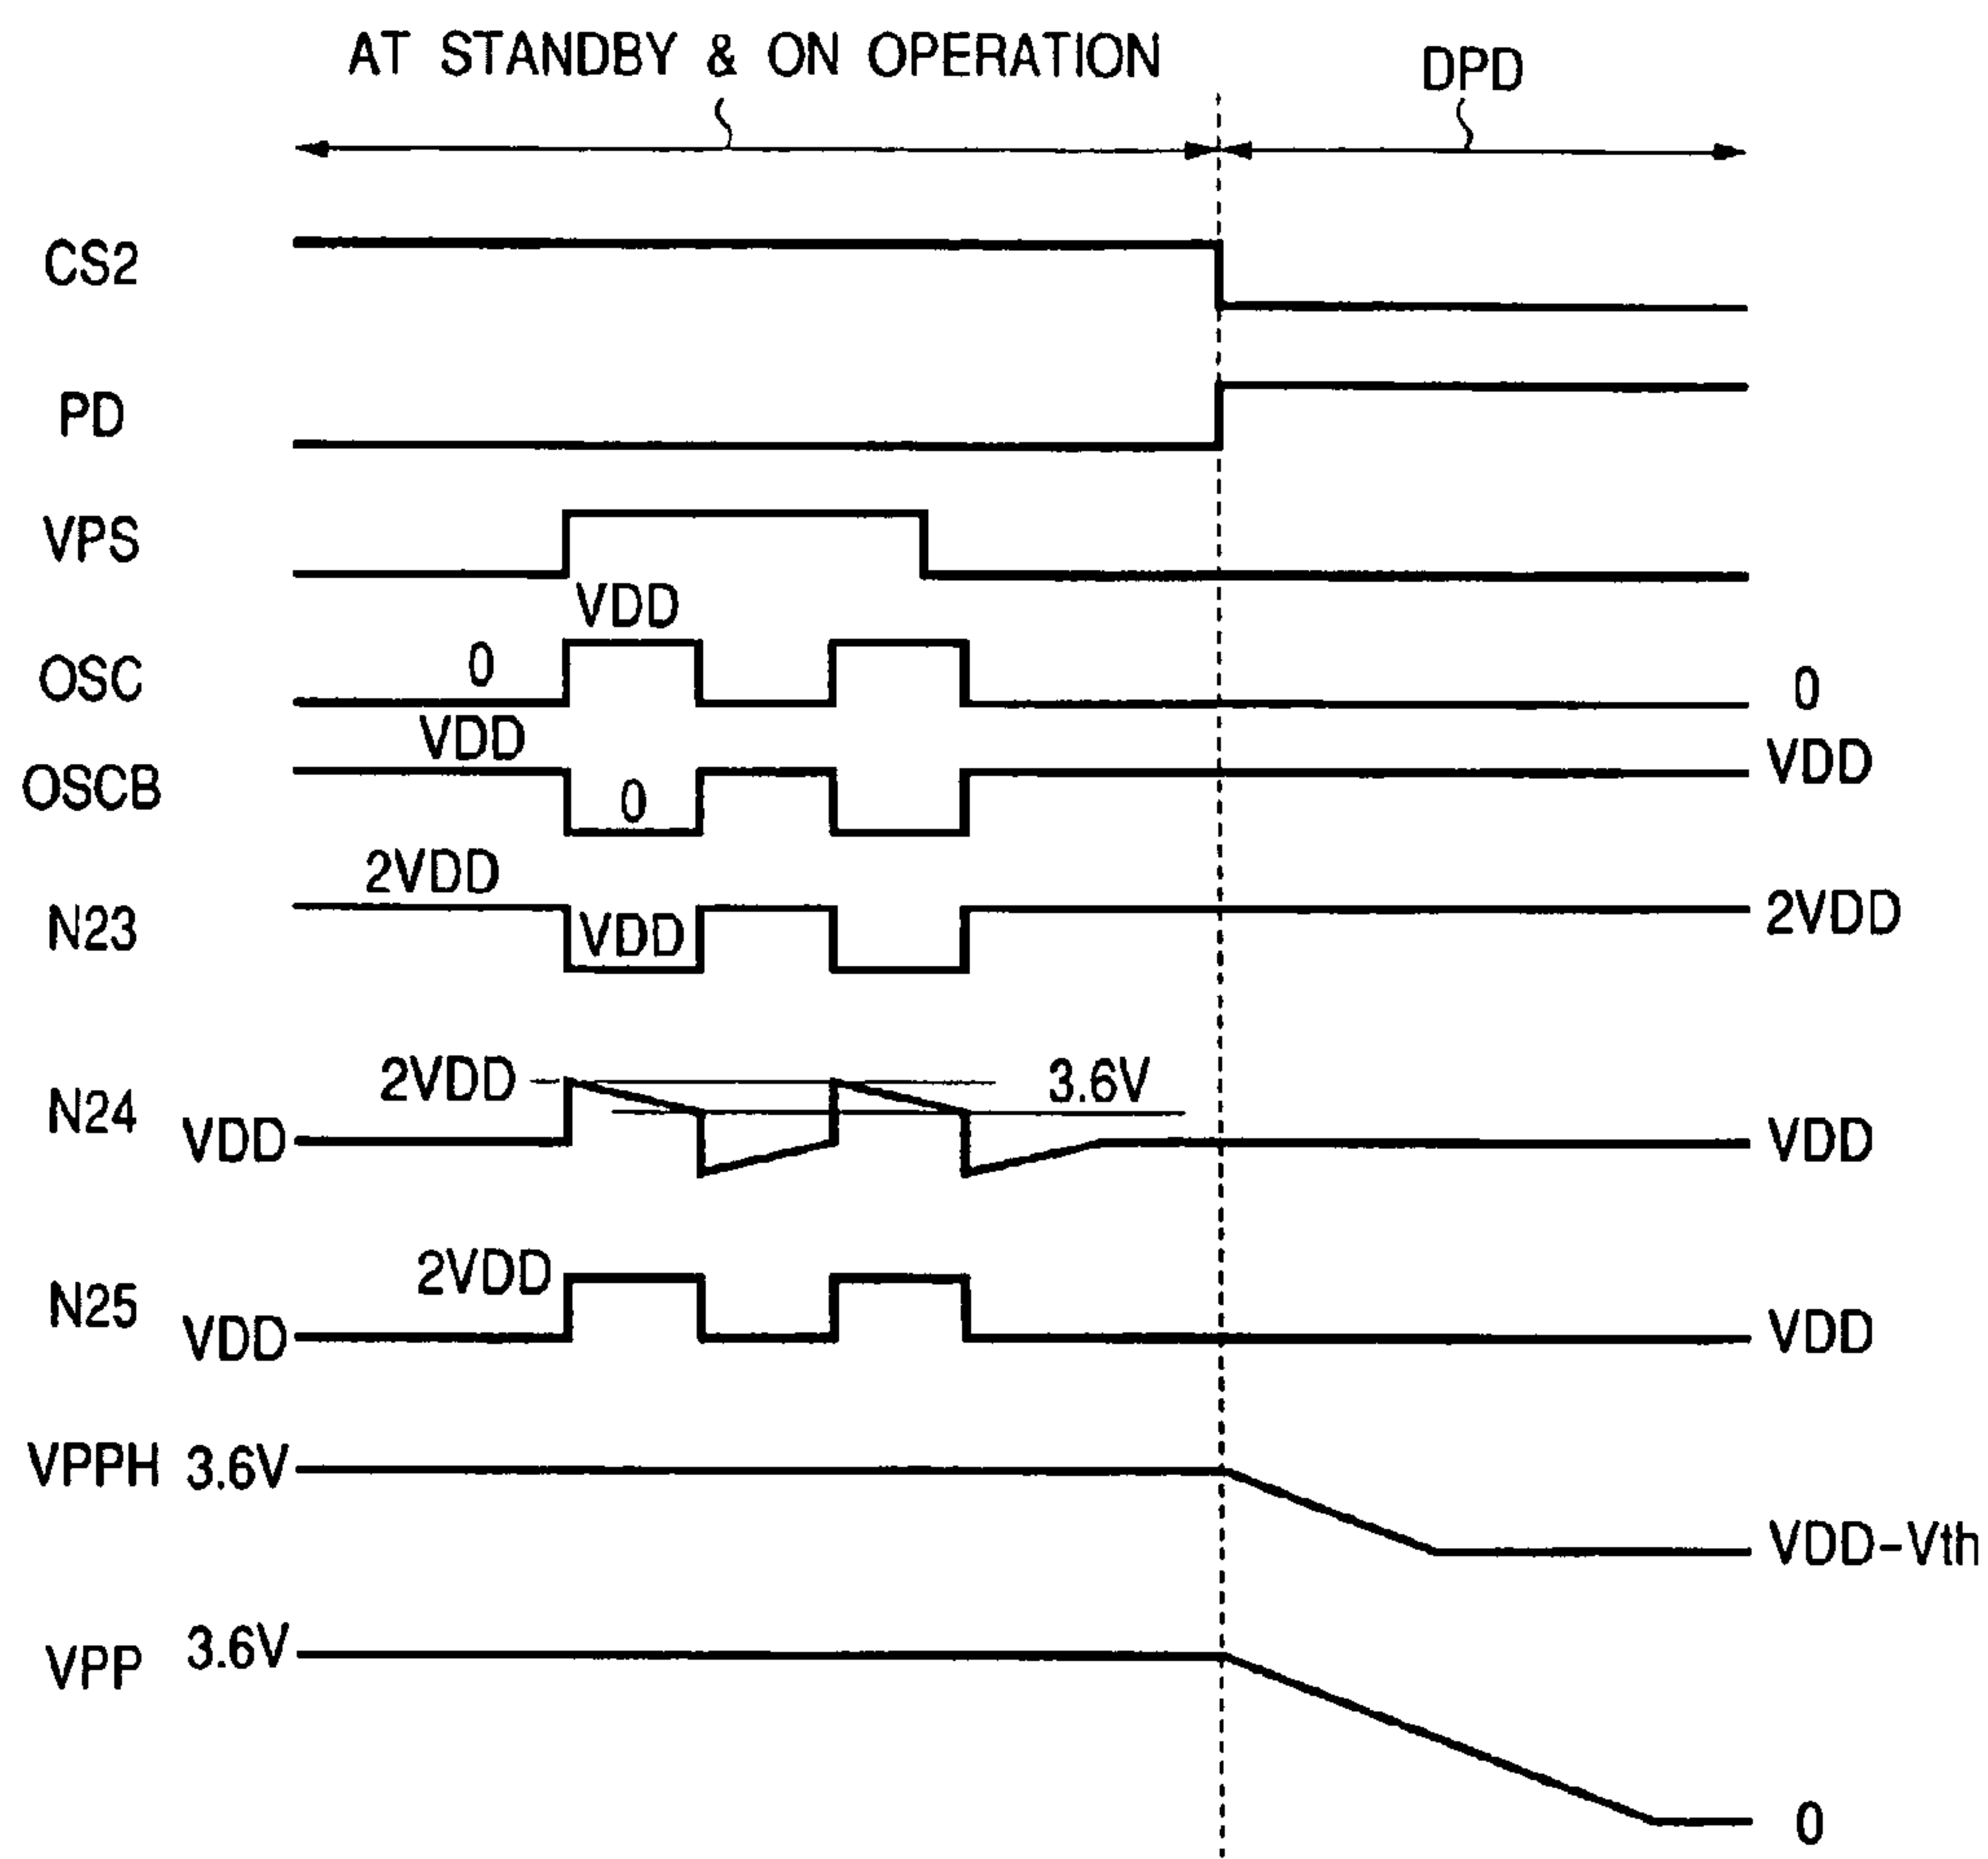 AT STANDBY & ON OPERATION
DPD
CS2
PD
VPS
VDD
OSC
0
0
VDD
OSCB
0
VDD
2VDD
N23
VDD
2VDD
2VDD
3.6V
N24
VDD
VDD
2VDD
N25
VDD
VDD
VPPH
3.6V
VDD-Vth
VPP
3.6V
0